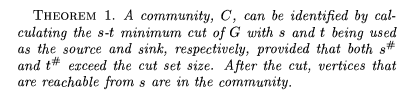 THEOREM 1. A community, C, can be identified by cal-
culating the s-t minimum cut of G with s and t being used
as the source and sink, respectively, provided that both s#
and t# exceed the cut set size. After the cut, vertices that
are reachable from s are in the community.